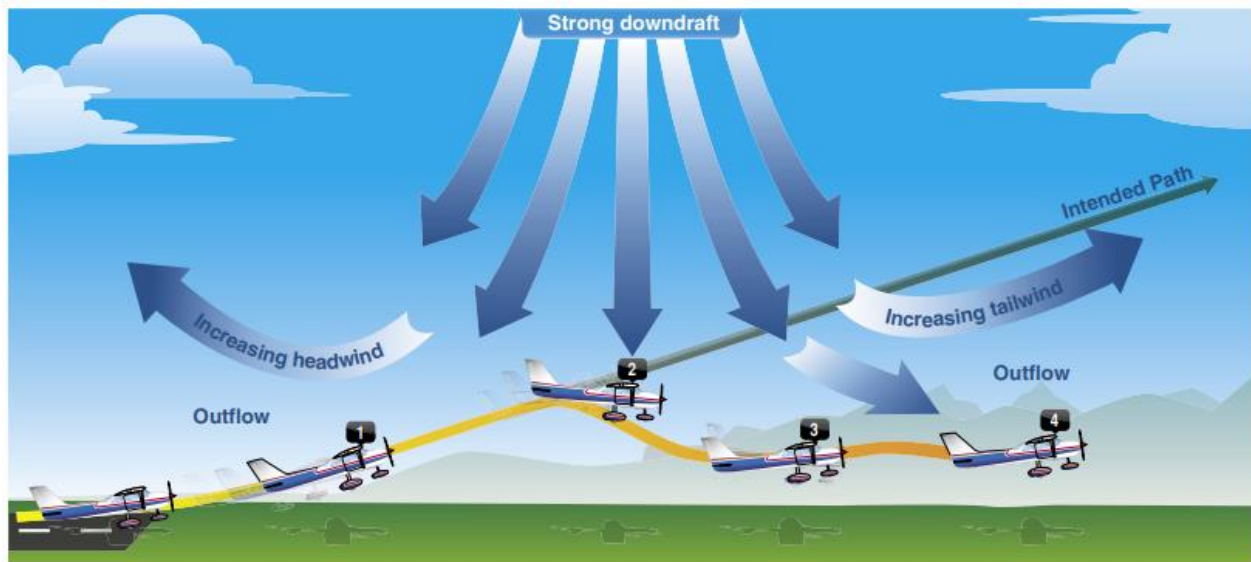 Strong downdraft
Intended Path
Increasing headwind
Increasing tailwind
Outflow
Outflow
1
2
3
4